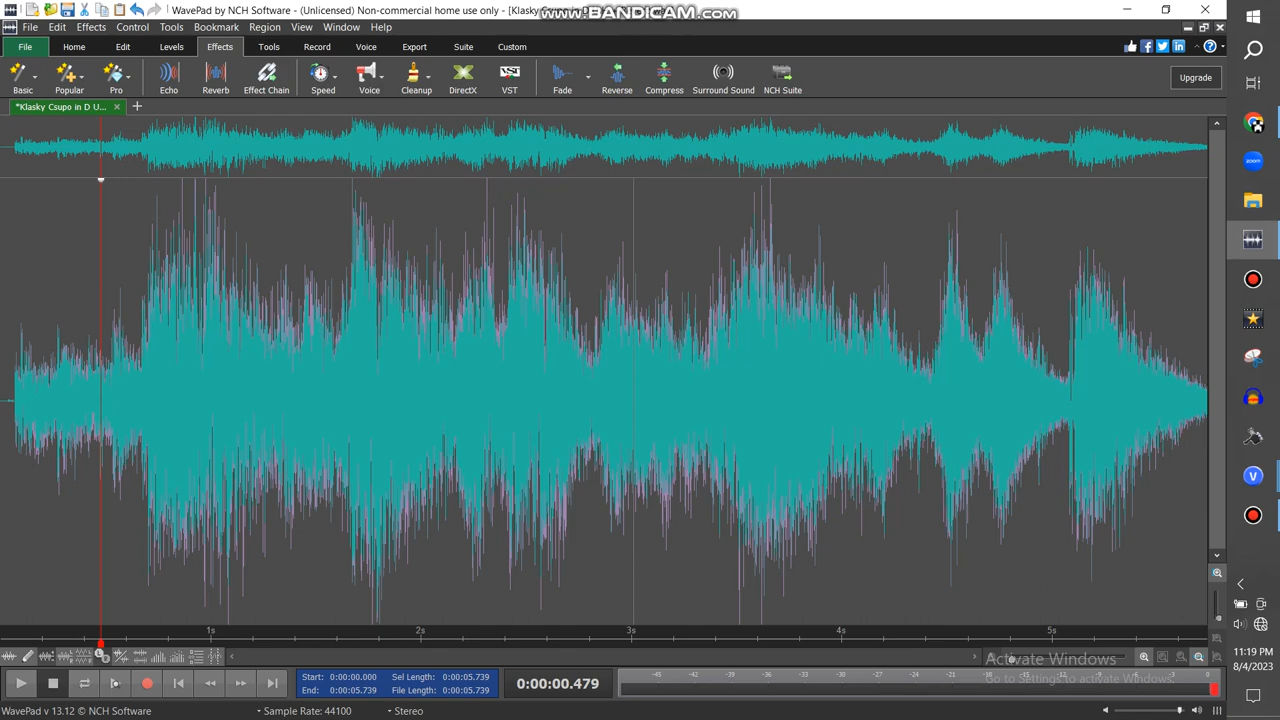 WavePad by NCH Software - (Unlicensed) Non-commercial home use only - [Klasky Csupo in D
www.BANDICAM.com
File Edit Effects Control Tools Bookmark Region View Window Help
File Home Edit Levels Effects Tools Record Voice Export Suite Custom
Basic Popular Pro Echo Reverb Effect Chain Speed Voice Cleanup DirectX VST Fade Reverse Compress Surround Sound NCH Suite Upgrade
*Klasky Csupo in D U...
zoom
1s 2s 3s 4s 5s
Activate Windows
Go to Settings to activate Windows.
Start: 0:00:00.000 Sel Length: 0:00:05.739
End: 0:00:05.739 File Length: 0:00:05.739
0:00:00.479
-45 -42 -39 -36 -33 -30 -27 -24 -21 -18 -15 -12 -9 -6 -3 0
11:19 PM
8/4/2023
WavePad v 13.12 © NCH Software Sample Rate: 44100 Stereo